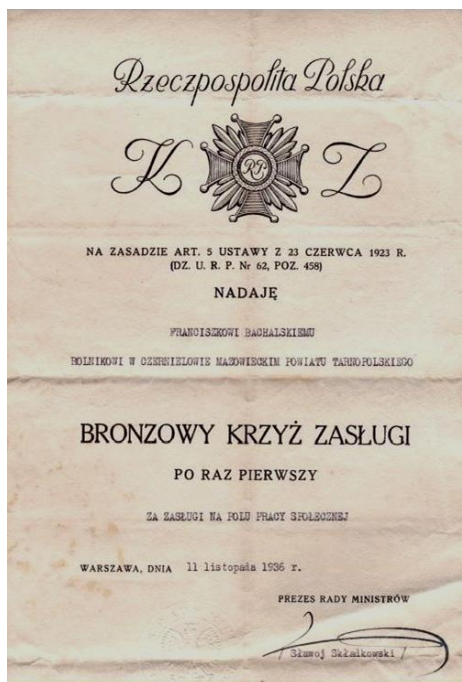 Rzeczpospolita Polska
K RP Z
NA ZASADZIE ART. 5 USTAWY Z 23 CZERWCA 1923 R.
(DZ. U. R. P. Nr 62, POZ. 458)
NADAJĘ
FRANCISZKOWI BACHALSKIEMU
ROLNIKOWI W CZERNIELOWIE MAZOWIECKIM POWIATU TARNOPOLSKIEGO
BRONZOWY KRZYŻ ZASŁUGI
PO RAZ PIERWSZY
ZA ZASŁUGI NA POLU PRACY SPOŁECZNEJ
WARSZAWA, DNIA 11 listopada 1936 r.
PREZES RADY MINISTRÓW
/ Sławoj Składkowski /